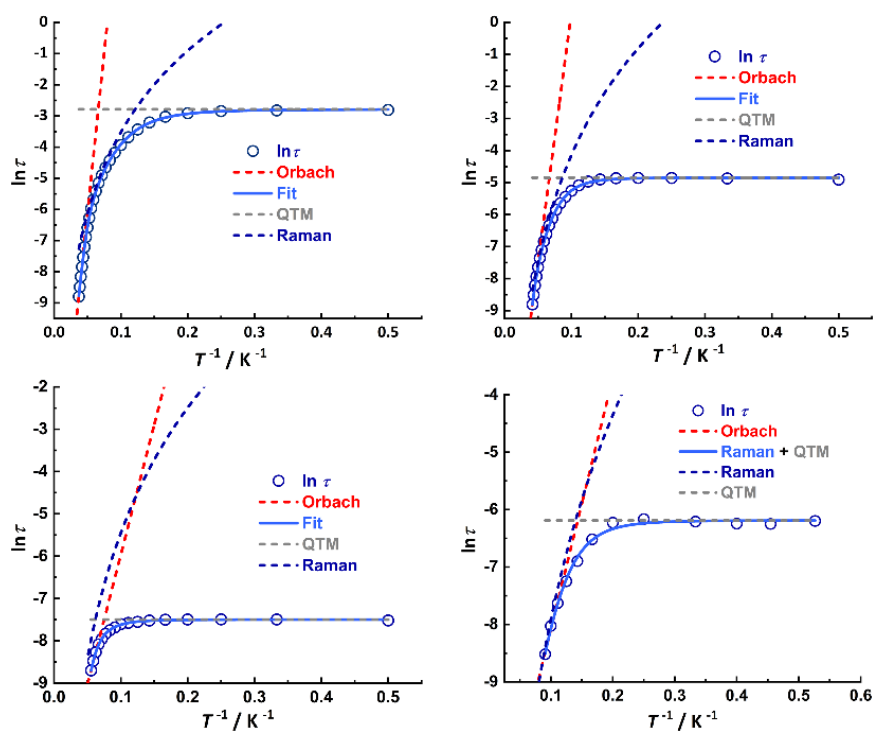 0
-1
-2
-3
-4
-5
-6
-7
-8
-9
ln τ
ln τ
Orbach
Fit
QTM
Raman
0.0 0.1 0.2 0.3 0.4 0.5
T⁻¹ / K⁻¹
0
-1
-2
-3
-4
-5
-6
-7
-8
-9
ln τ
ln τ
Orbach
Fit
QTM
Raman
0.0 0.1 0.2 0.3 0.4 0.5
T⁻¹ / K⁻¹
-2
-3
-4
-5
-6
-7
-8
-9
ln τ
ln τ
Orbach
Fit
QTM
Raman
0.0 0.1 0.2 0.3 0.4 0.5
T⁻¹ / K⁻¹
-4
-5
-6
-7
-8
-9
ln τ
ln τ
Orbach
Raman + QTM
Raman
QTM
0.1 0.2 0.3 0.4 0.5 0.6
T⁻¹ / K⁻¹